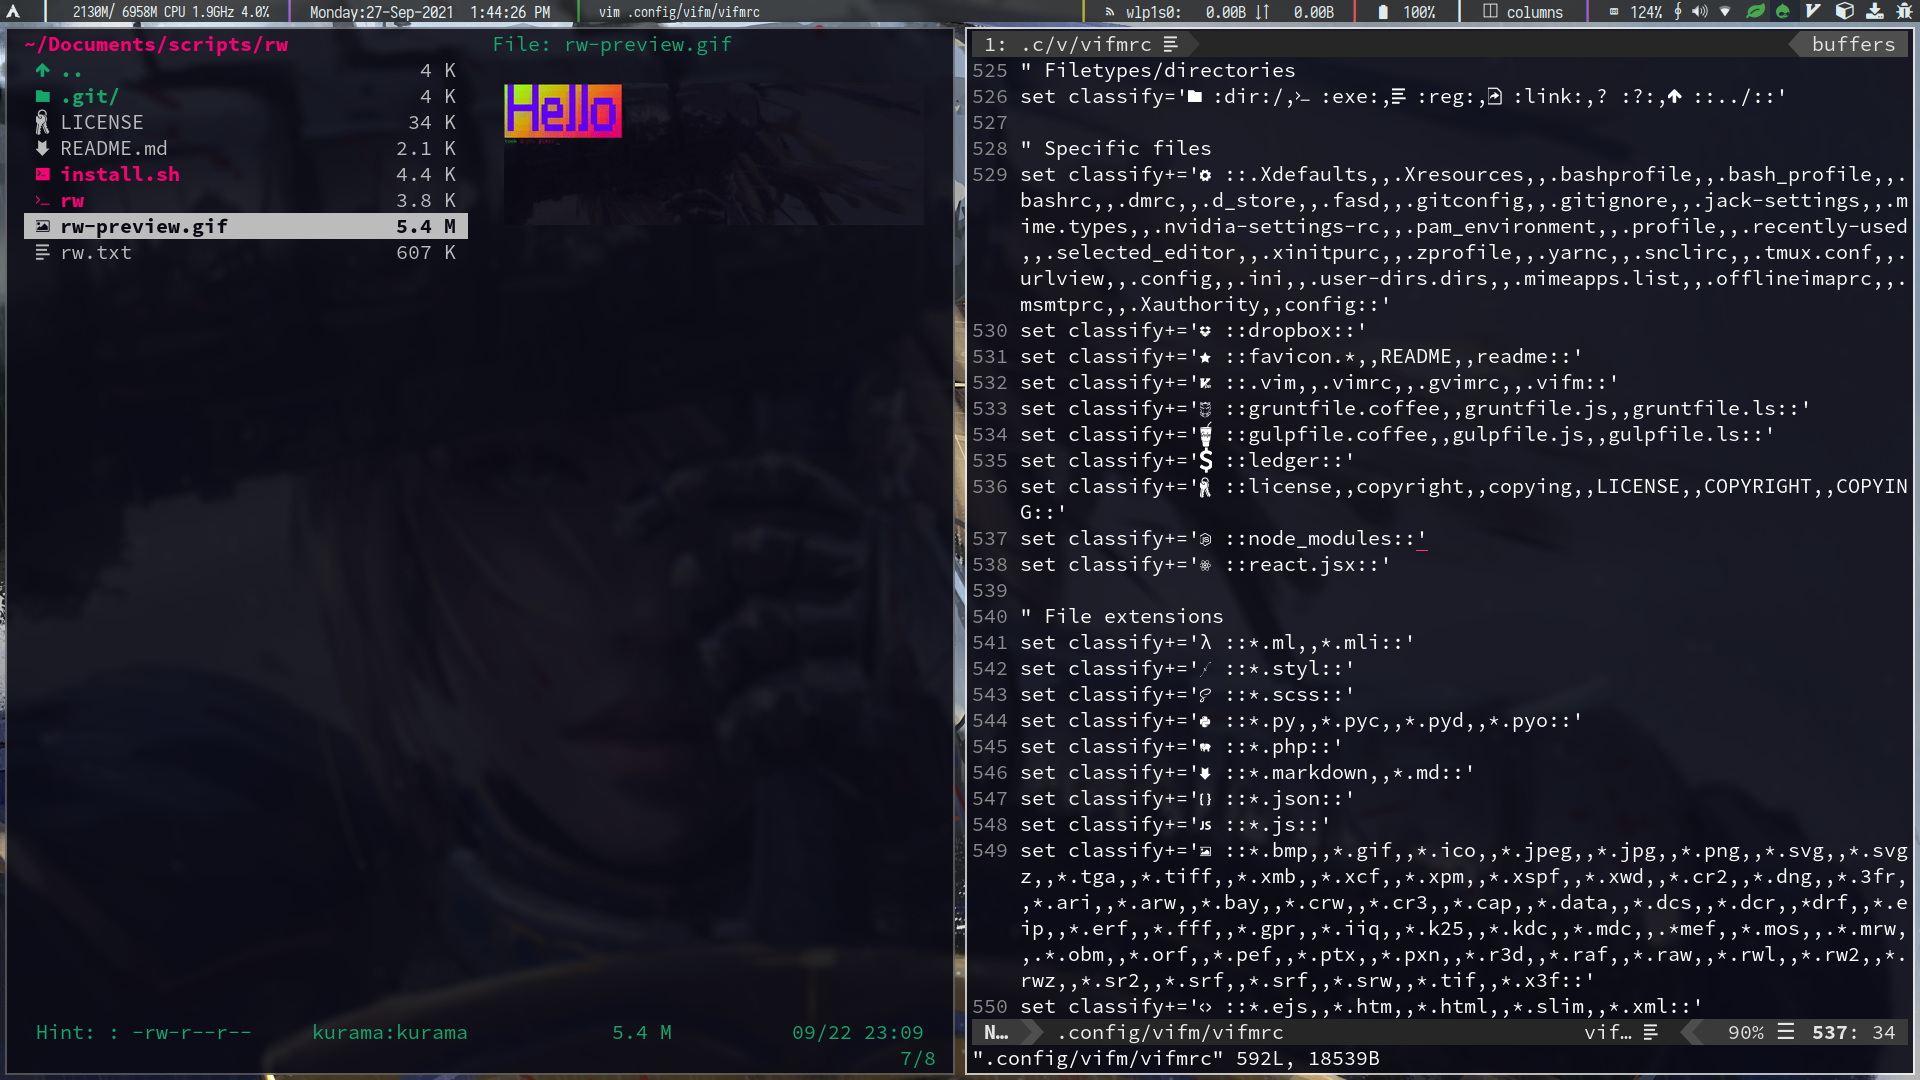 2130M/ 6958M CPU 1.9GHz 4.0%
Monday:27-Sep-2021 1:44:26 PM
vim .config/vifm/vifmrc
wlp1s0: 0.00B ↓↑ 0.00B
100%
columns
124%
~/Documents/scripts/rw
.. 4 K
.git/ 4 K
LICENSE 34 K
README.md 2.1 K
install.sh 4.4 K
rw 3.8 K
rw-preview.gif 5.4 M
rw.txt 607 K
File: rw-preview.gif
Hello
Hint: : -rw-r--r-- kurama:kurama 5.4 M 09/22 23:09
7/8
1: .c/v/vifmrc buffers
525 " Filetypes/directories
526 set classify=' :dir:/, :exe:, :reg:, :link:,? :?:, ::../::'
527
528 " Specific files
529 set classify+=' ::.Xdefaults,,.Xresources,,.bashprofile,,.bash_profile,,.
bashrc,,.dmrc,,.d_store,,.fasd,,.gitconfig,,.gitignore,,.jack-settings,,.m
ime.types,,.nvidia-settings-rc,,.pam_environment,,.profile,,.recently-used
,,.selected_editor,,.xinitpurc,,.zprofile,,.yarnc,,.snclirc,,.tmux.conf,,.
urlview,,.config,,.ini,,.user-dirs.dirs,,.mimeapps.list,,.offlineimaprc,,.
msmtprc,,.Xauthority,,config::'
530 set classify+=' ::dropbox::'
531 set classify+=' ::favicon.*,,README,,readme::'
532 set classify+=' ::.vim,,.vimrc,,.gvimrc,,.vifm::'
533 set classify+=' ::gruntfile.coffee,,gruntfile.js,,gruntfile.ls::'
534 set classify+=' ::gulpfile.coffee,,gulpfile.js,,gulpfile.ls::'
535 set classify+='$ ::ledger::'
536 set classify+=' ::license,,copyright,,copying,,LICENSE,,COPYRIGHT,,COPYIN
G::'
537 set classify+=' ::node_modules::'
538 set classify+=' ::react.jsx::'
539
540 " File extensions
541 set classify+='λ ::*.ml,,*.mli::'
542 set classify+=' ::*.styl::'
543 set classify+=' ::*.scss::'
544 set classify+=' ::*.py,,*.pyc,,*.pyd,,*.pyo::'
545 set classify+=' ::*.php::'
546 set classify+=' ::*.markdown,,*.md::'
547 set classify+='{} ::*.json::'
548 set classify+='JS ::*.js::'
549 set classify+=' ::*.bmp,,*.gif,,*.ico,,*.jpeg,,*.jpg,,*.png,,*.svg,,*.svg
z,,*.tga,,*.tiff,,*.xmb,,*.xcf,,*.xpm,,*.xspf,,*.xwd,,*.cr2,,*.dng,,*.3fr,
,*.ari,,*.arw,,*.bay,,*.crw,,*.cr3,,*.cap,,*.data,,*.dcs,,*.dcr,,*drf,,*.e
ip,,*.erf,,*.fff,,*.gpr,,*.iiq,,*.k25,,*.kdc,,*.mdc,,.*mef,,*.mos,,.*.mrw,
,.*.obm,,*.orf,,*.pef,,*.ptx,,*.pxn,,*.r3d,,*.raf,,*.raw,,*.rwl,,*.rw2,,*.
rwz,,*.sr2,,*.srf,,*.srf,,*.srw,,*.tif,,*.x3f::'
550 set classify+='<> ::*.ejs,,*.htm,,*.html,,*.slim,,*.xml::'
N… .config/vifm/vifmrc vif… 90% ☰ 537: 34
".config/vifm/vifmrc" 592L, 18539B